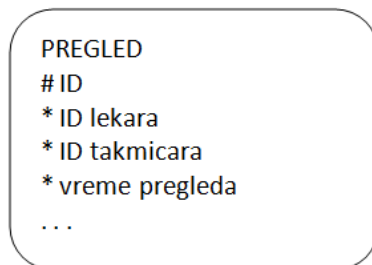 PREGLED
# ID
* ID lekara
* ID takmicara
* vreme pregleda
. . .